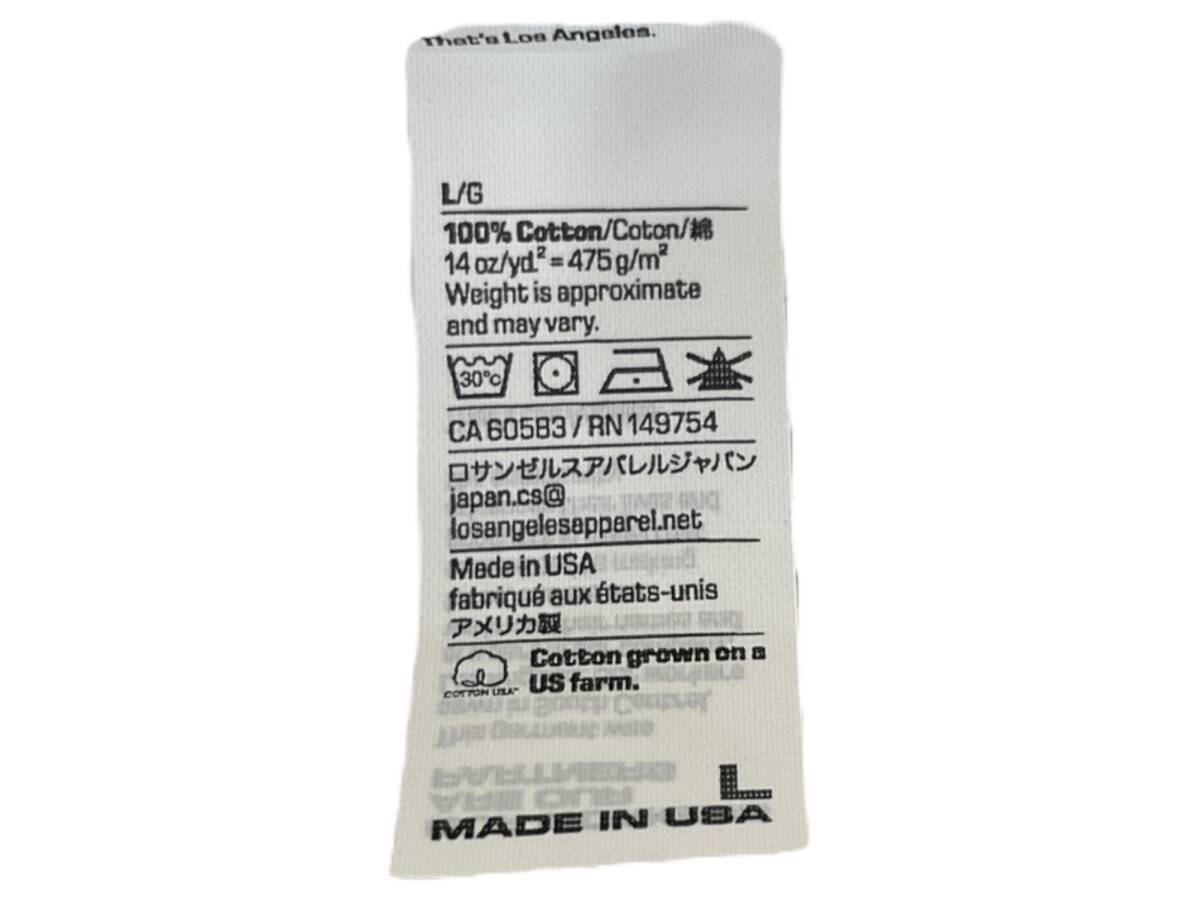 That's Los Angeles.
L/G
100% Cotton/Coton/綿
14 oz/yd.² = 475 g/m²
Weight is approximate
and may vary.
30°c
CA 60583 / RN 149754
ロサンゼルスアパレルジャパン
japan.cs@
losangelesapparel.net
Made in USA
fabriqué aux états-unis
アメリカ製
COTTON USA™
Cotton grown on a
US farm.
L
MADE IN USA